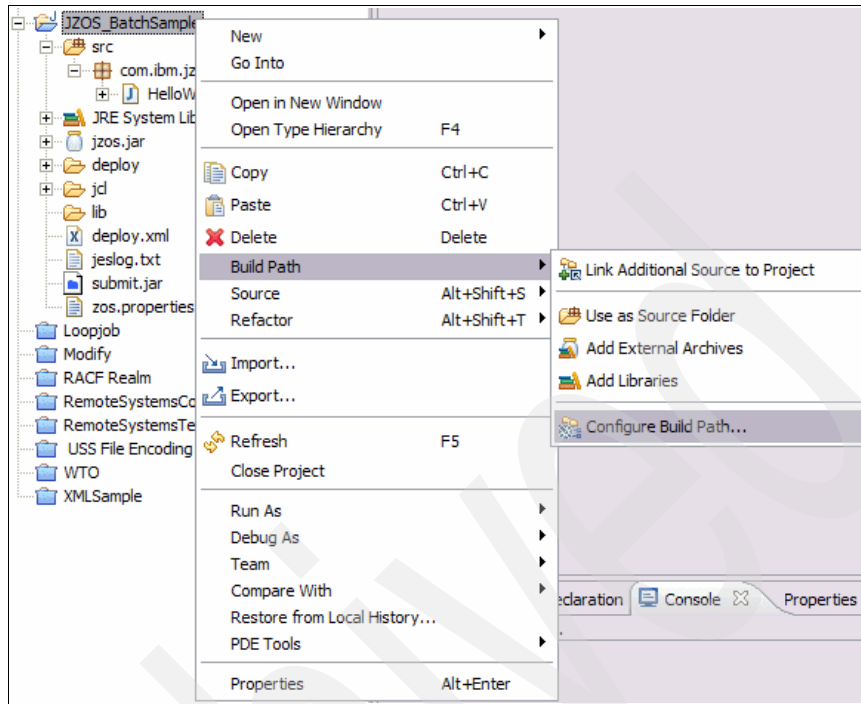 JZOS_BatchSample
src
com.ibm.jz
HelloW
JRE System Lib
jzos.jar
deploy
jcl
lib
deploy.xml
jeslog.txt
submit.jar
zos.properties
Loopjob
Modify
RACF Realm
RemoteSystemsCo
RemoteSystemsTe
USS File Encoding
WTO
XMLSample
New
Go Into
Open in New Window
Open Type Hierarchy F4
Copy Ctrl+C
Paste Ctrl+V
Delete Delete
Build Path
Source Alt+Shift+S
Refactor Alt+Shift+T
Import...
Export...
Refresh F5
Close Project
Run As
Debug As
Team
Compare With
Restore from Local History...
PDE Tools
Properties Alt+Enter
Link Additional Source to Project
Use as Source Folder
Add External Archives
Add Libraries
Configure Build Path...
eclaration Console Properties